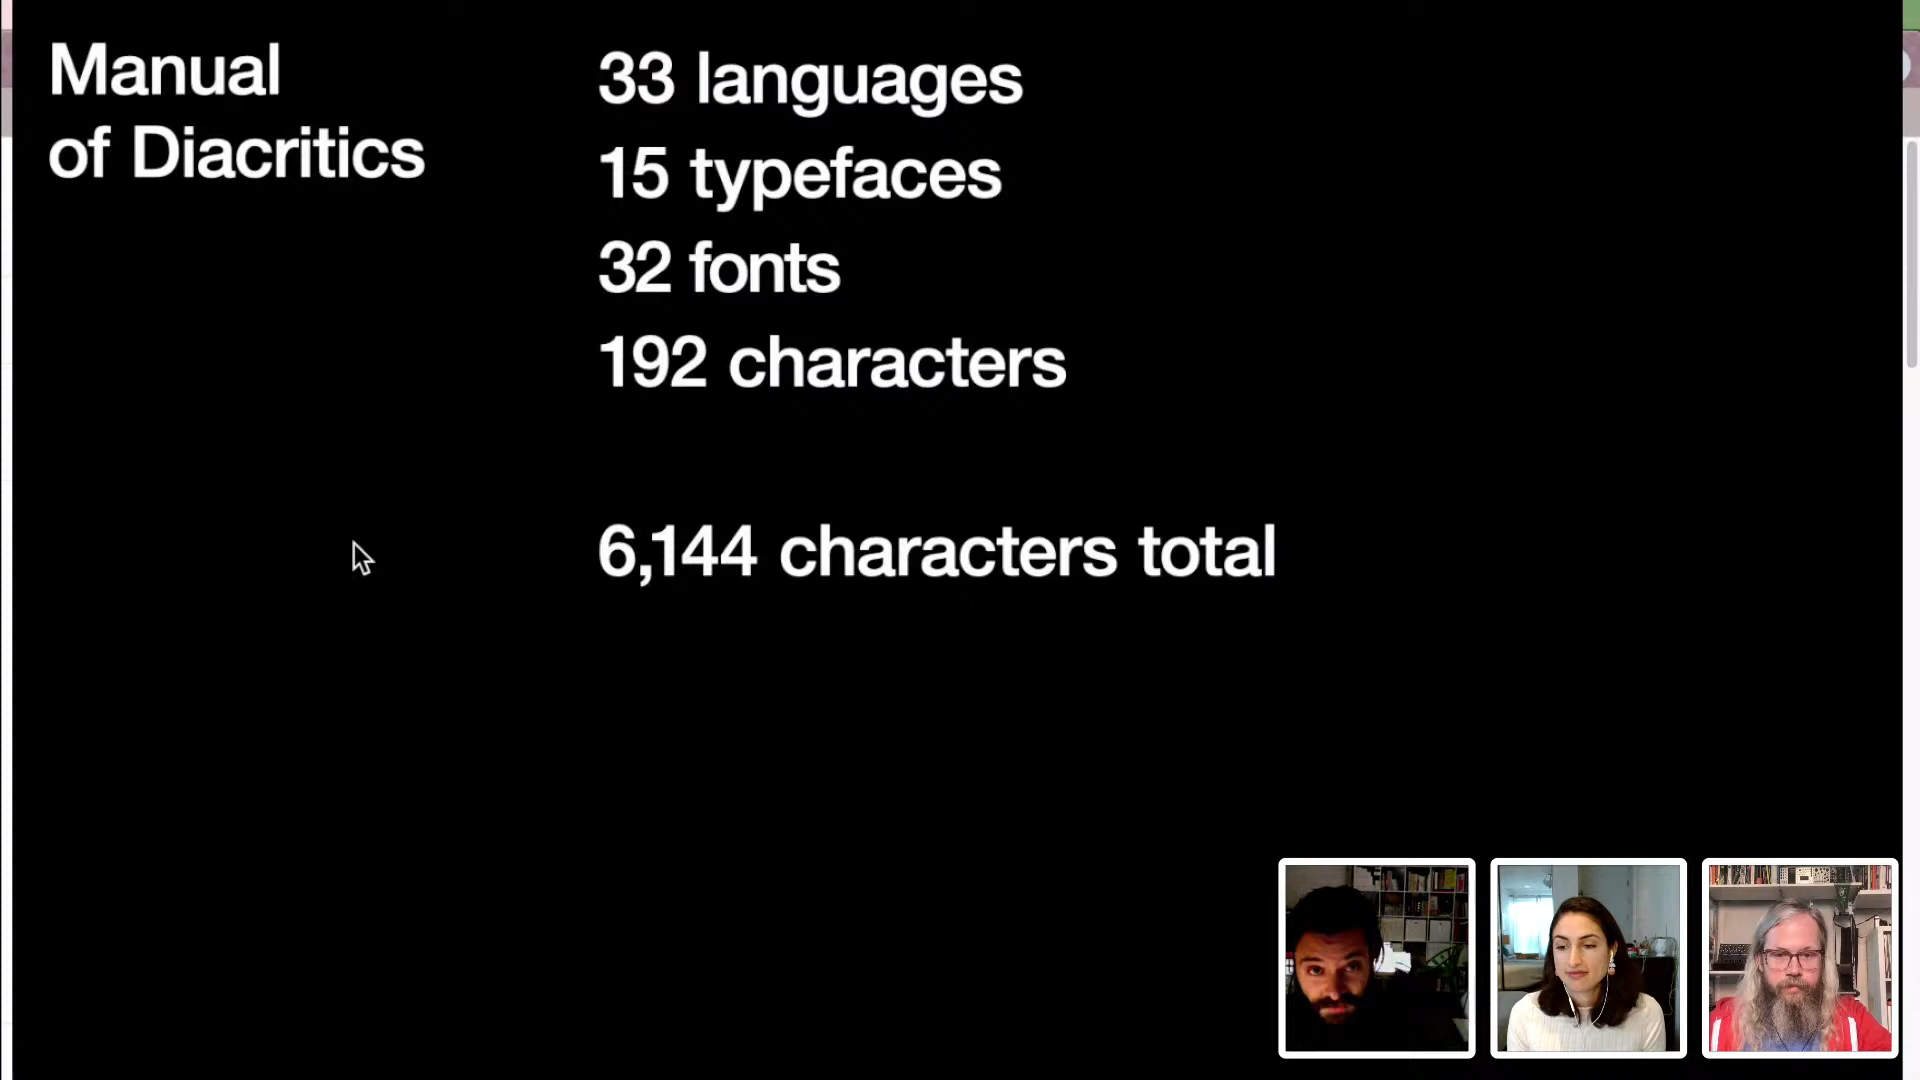 Manual
of Diacritics
33 languages
15 typefaces
32 fonts
192 characters
6,144 characters total